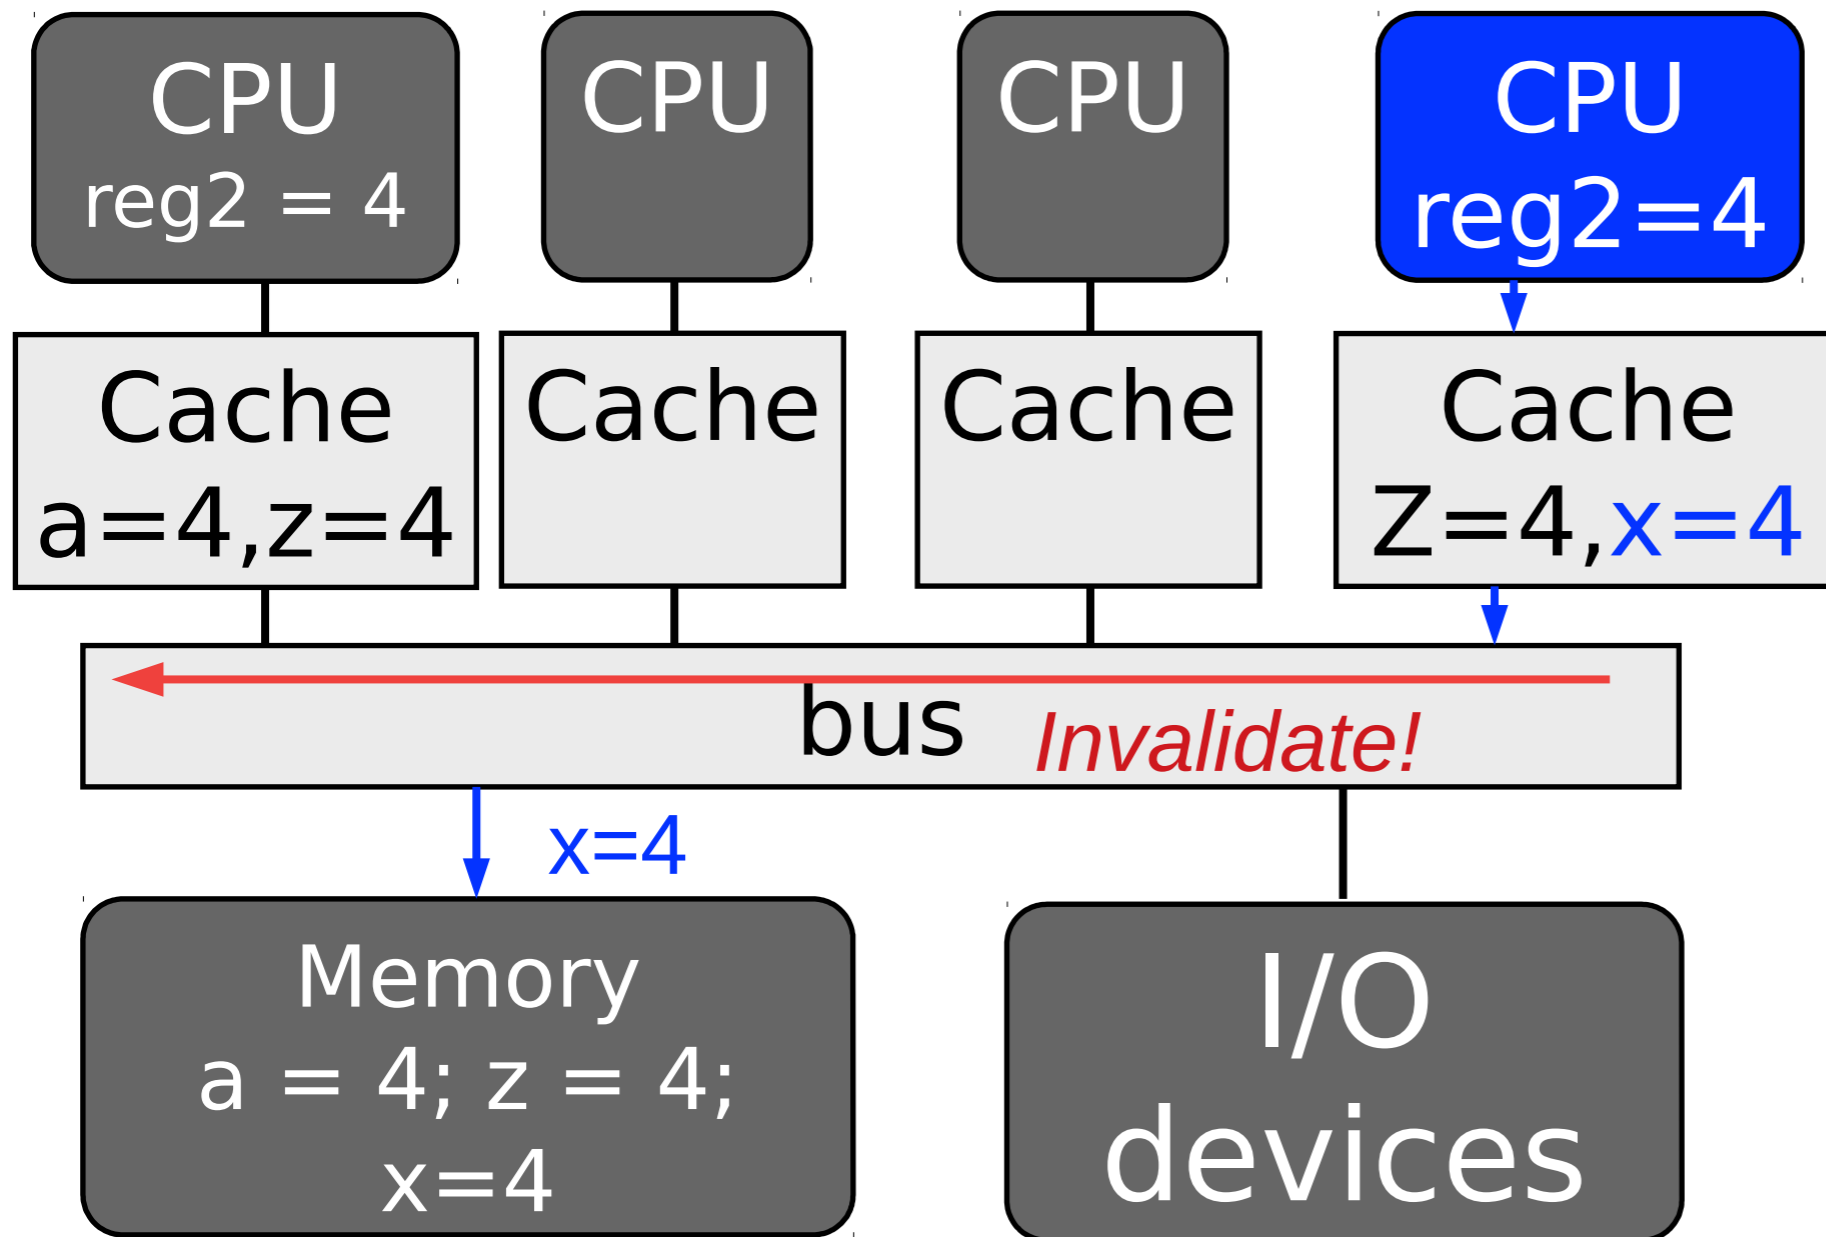 CPU
reg2 = 4
CPU
CPU
CPU
reg2=4
Cache
a=4,z=4
Cache
Cache
Cache
Z=4,x=4
bus
Invalidate!
x=4
Memory
a = 4; z = 4;
x=4
I/O
devices